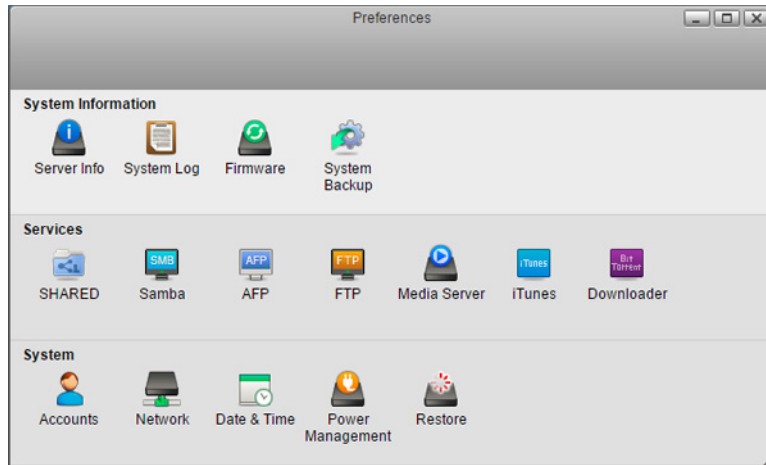 Preferences
System Information
Server Info
System Log
Firmware
System
Backup
Services
SMB
AFP
FTP
iTunes
Bit
Torrent
SHARED
Samba
AFP
FTP
Media Server
iTunes
Downloader
System
Accounts
Network
Date & Time
Power
Management
Restore